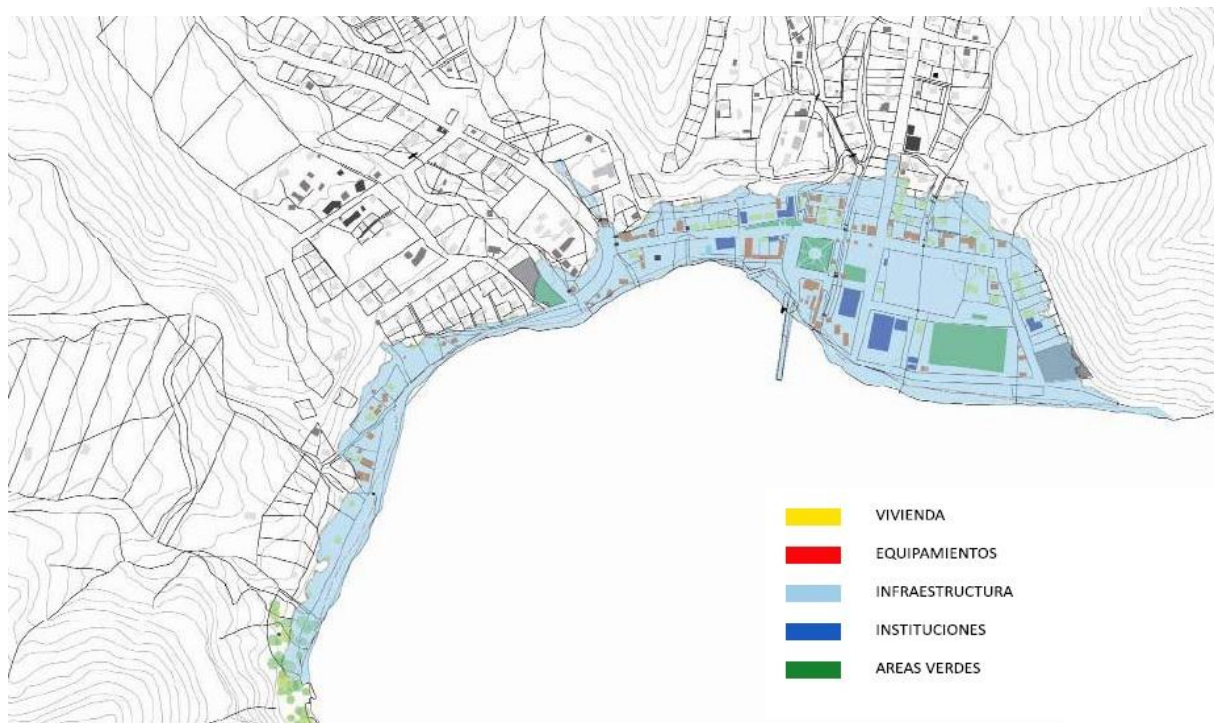 VIVIENDA
EQUIPAMIENTOS
INFRAESTRUCTURA
INSTITUCIONES
AREAS VERDES